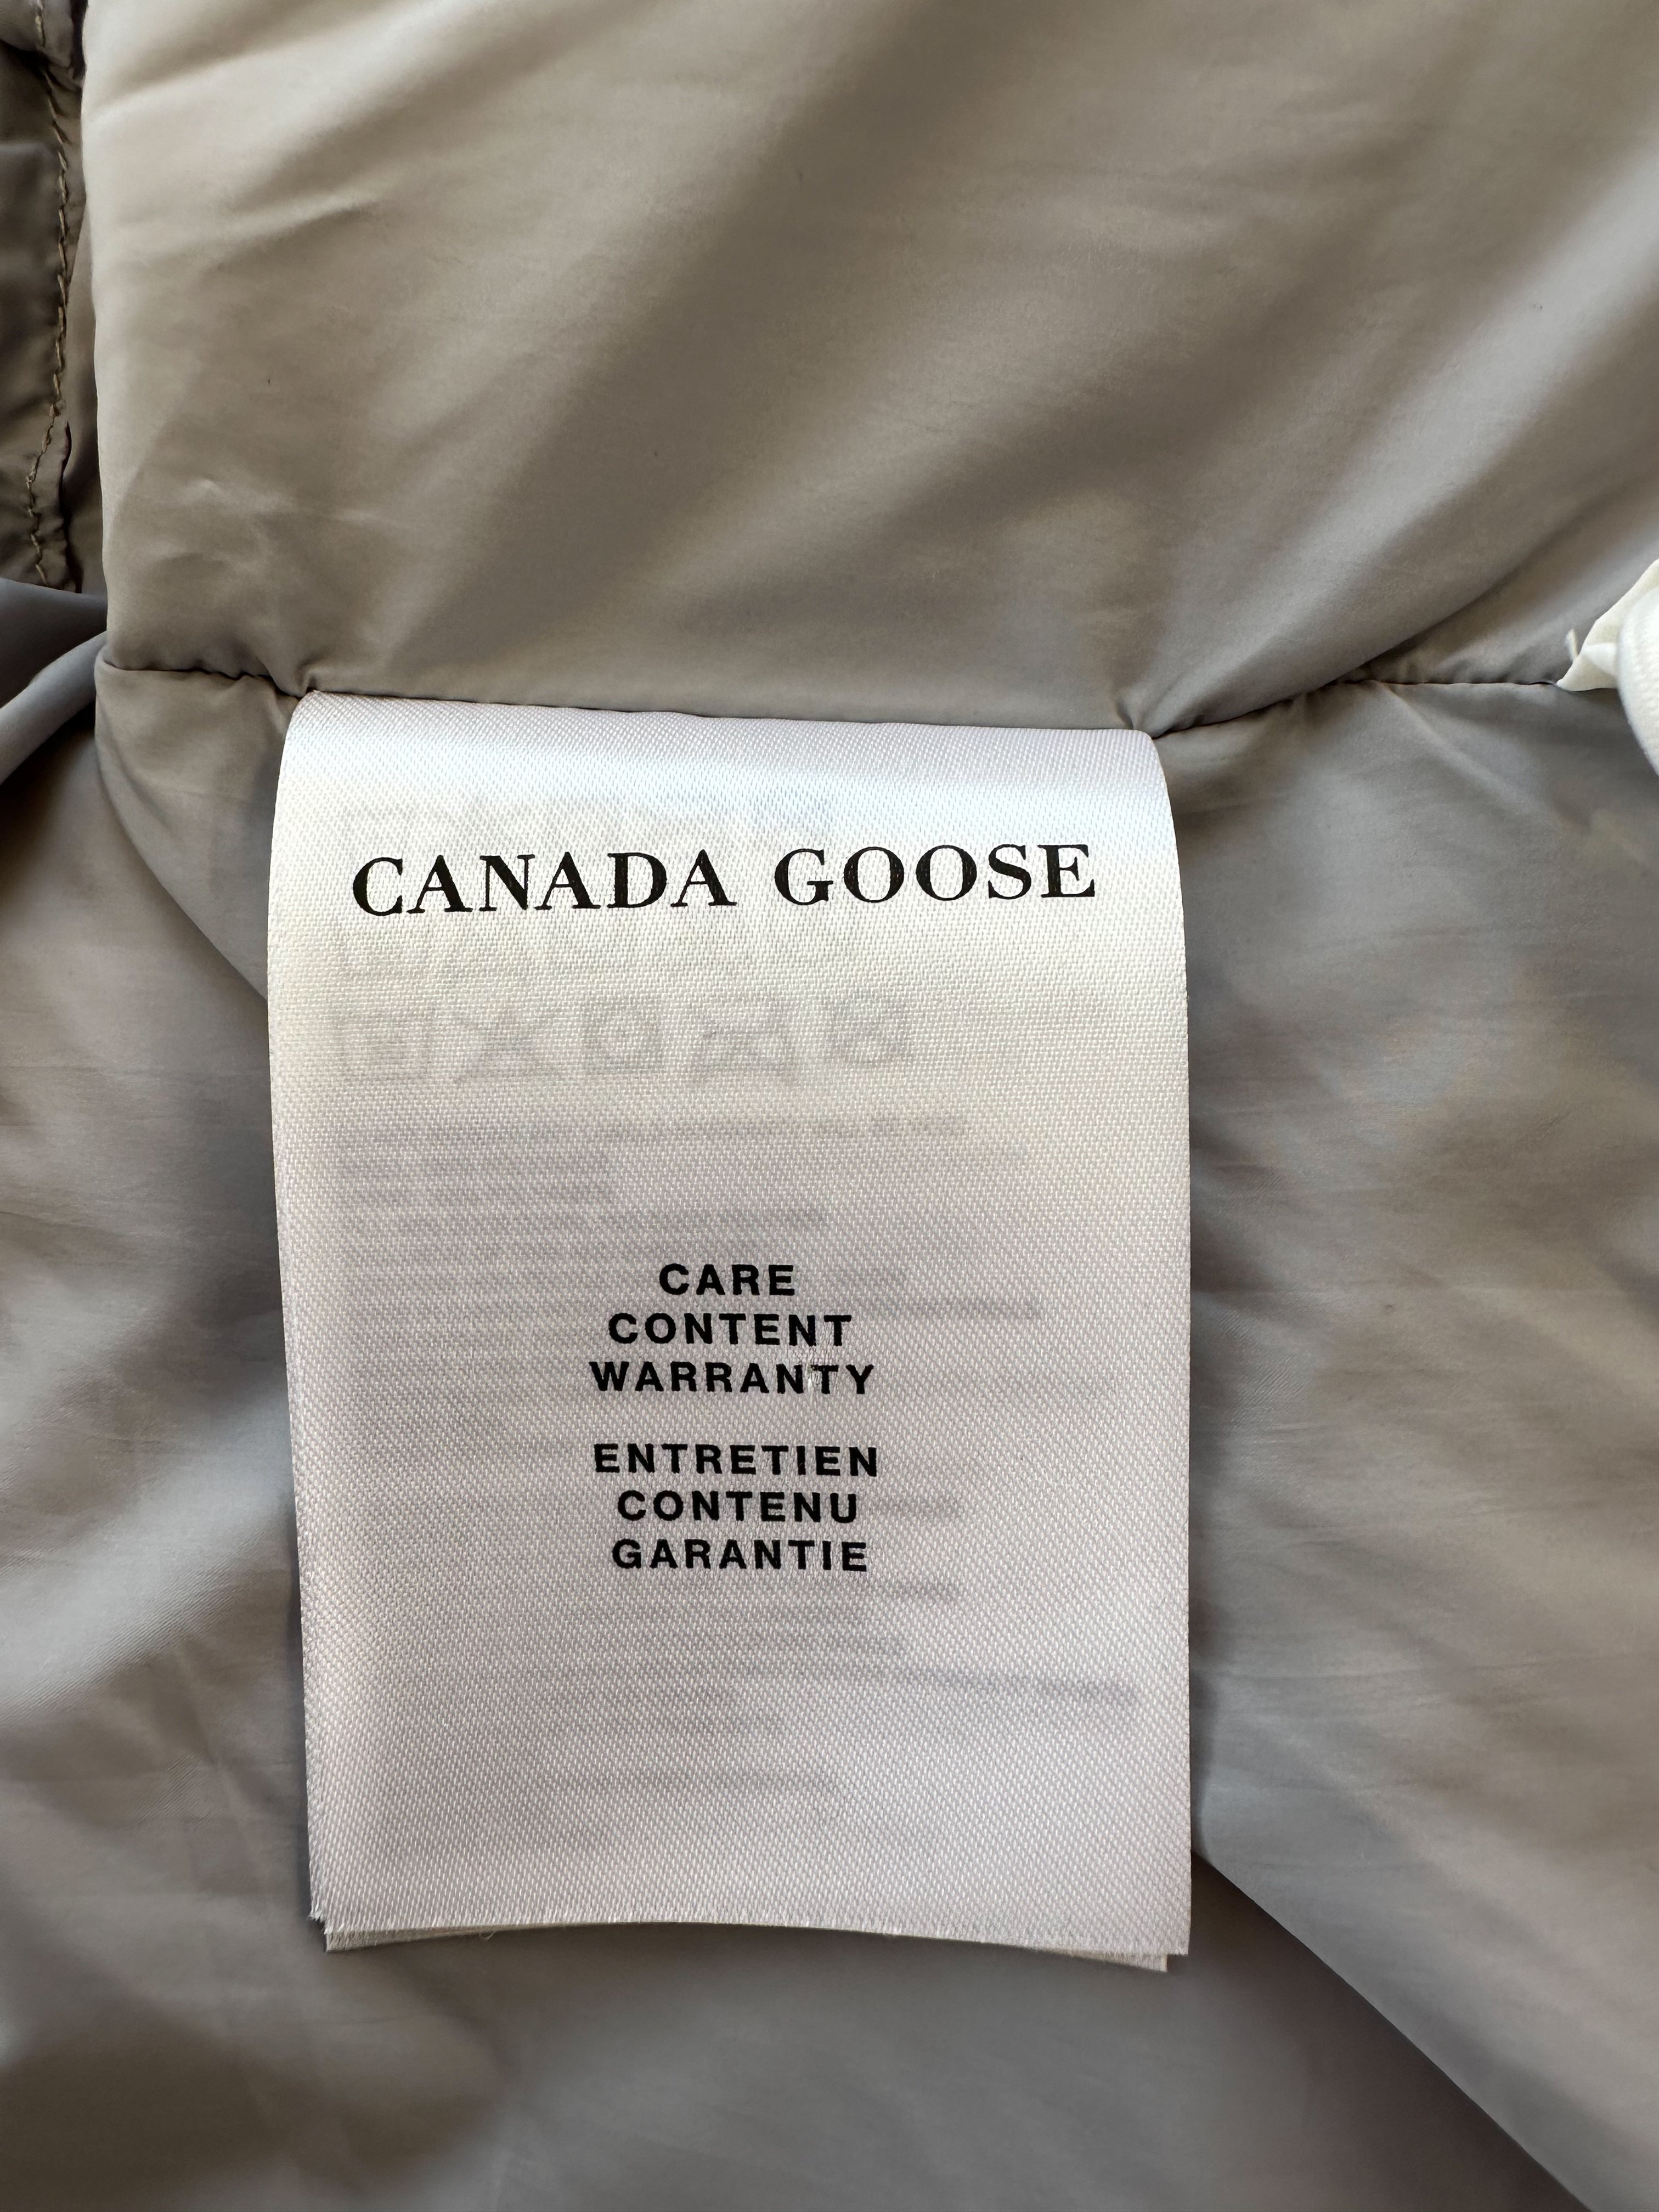 CANADA GOOSE
CARE
CONTENT
WARRANTY
ENTRETIEN
CONTENU
GARANTIE